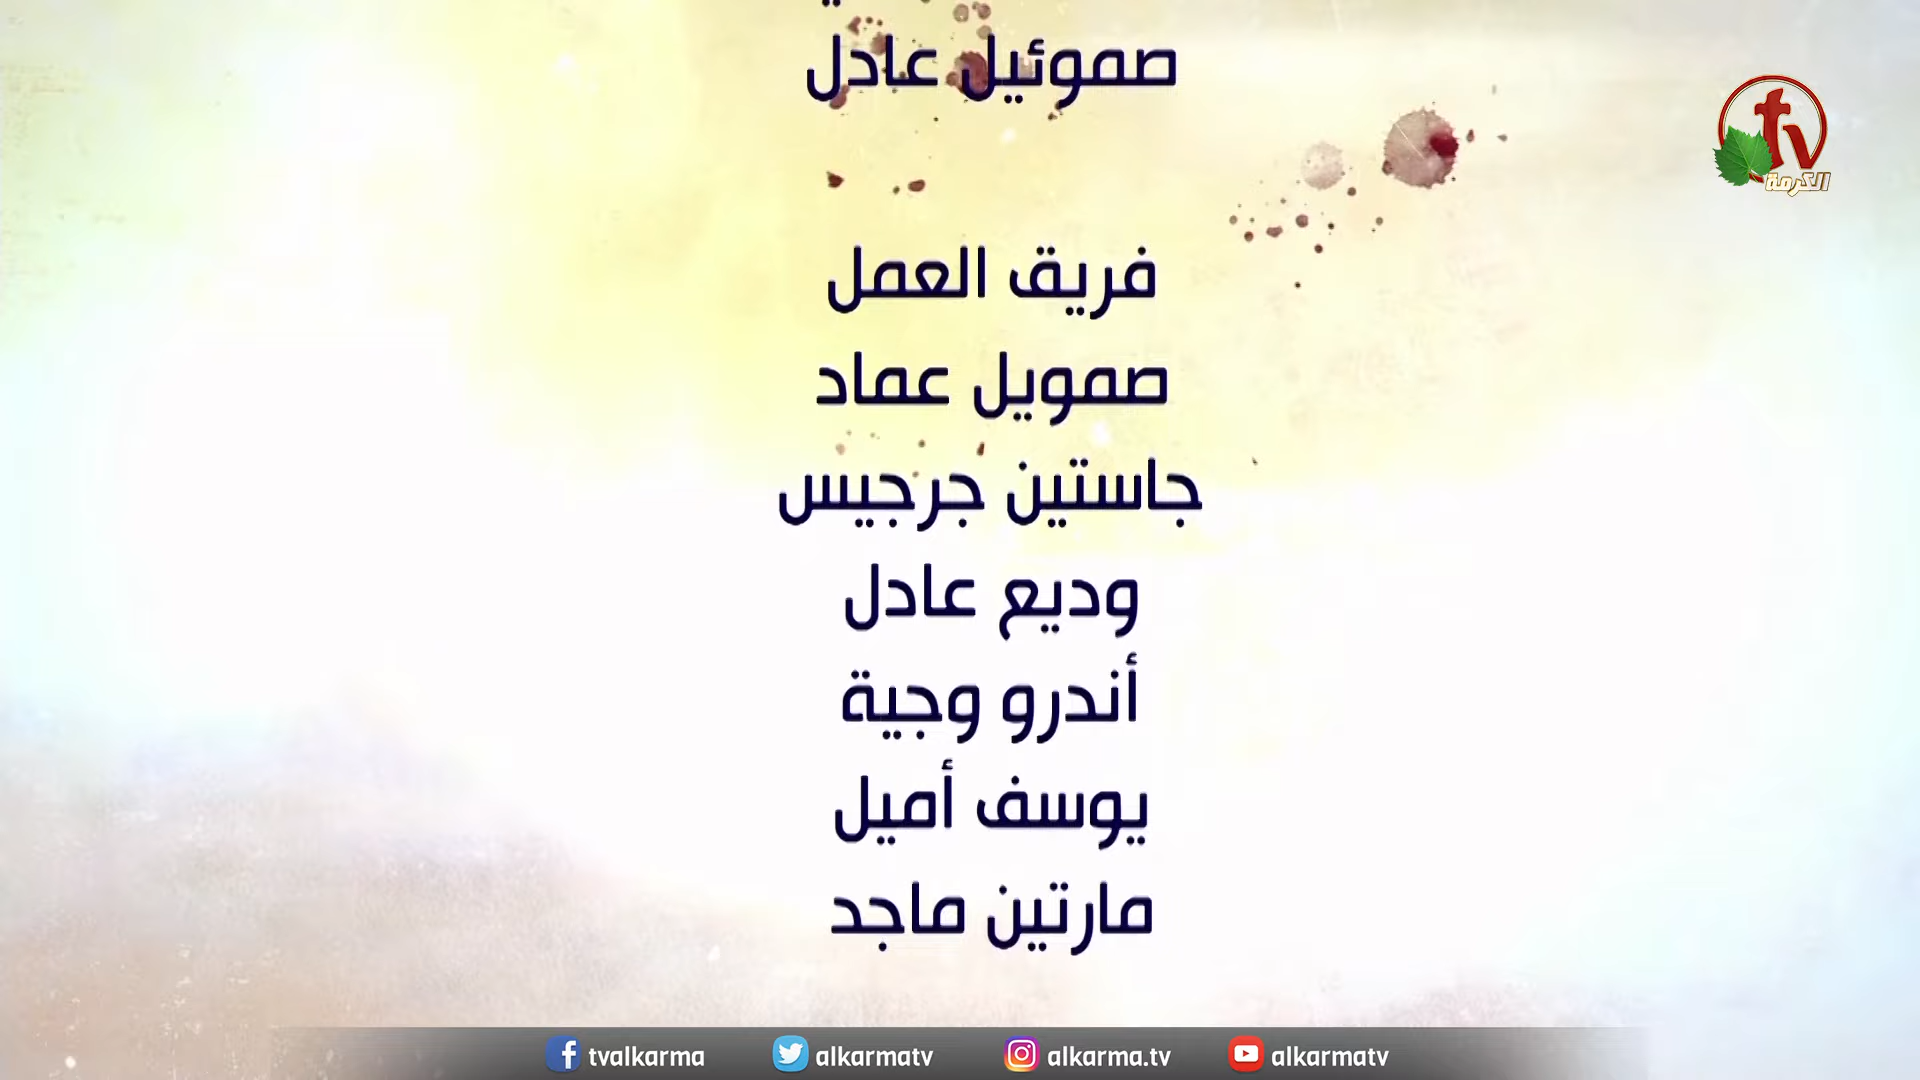 صموئيل عادل
tv
الكرمة
فريق العمل
صمويل عماد
جاستين جرجيس
وديع عادل
أندرو وجية
يوسف أميل
مارتين ماجد
tvalkarma
alkarmatv
alkarma.tv
alkarmatv